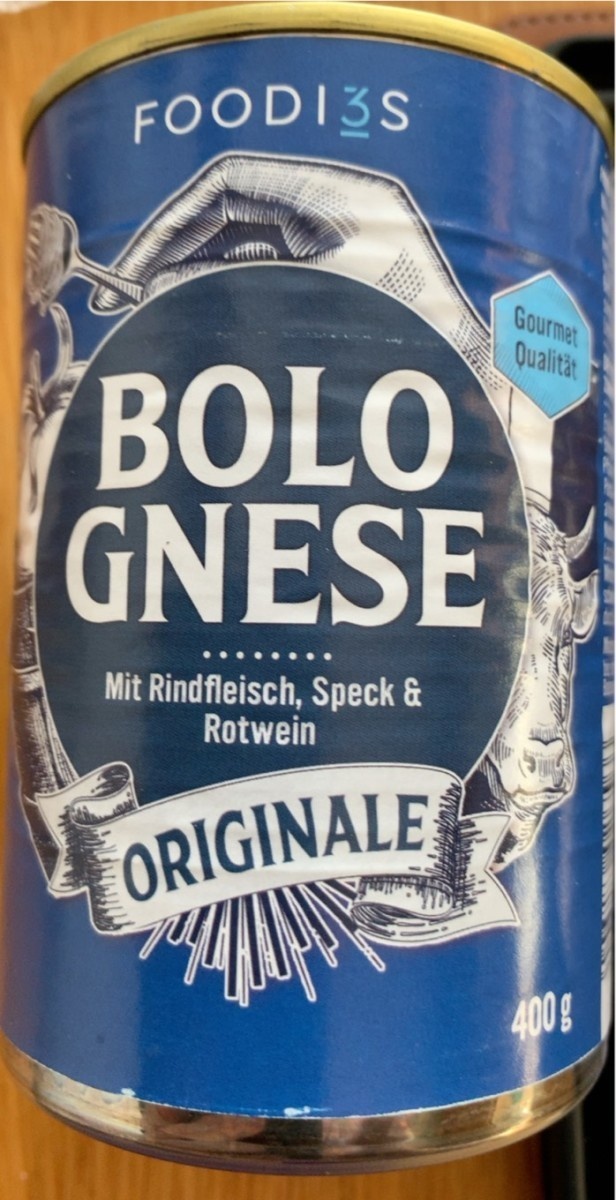 FOODI3S
Gourmet
Qualität
BOLO
GNESE
Mit Rindfleisch, Speck &
Rotwein
ORIGINALE
400 g